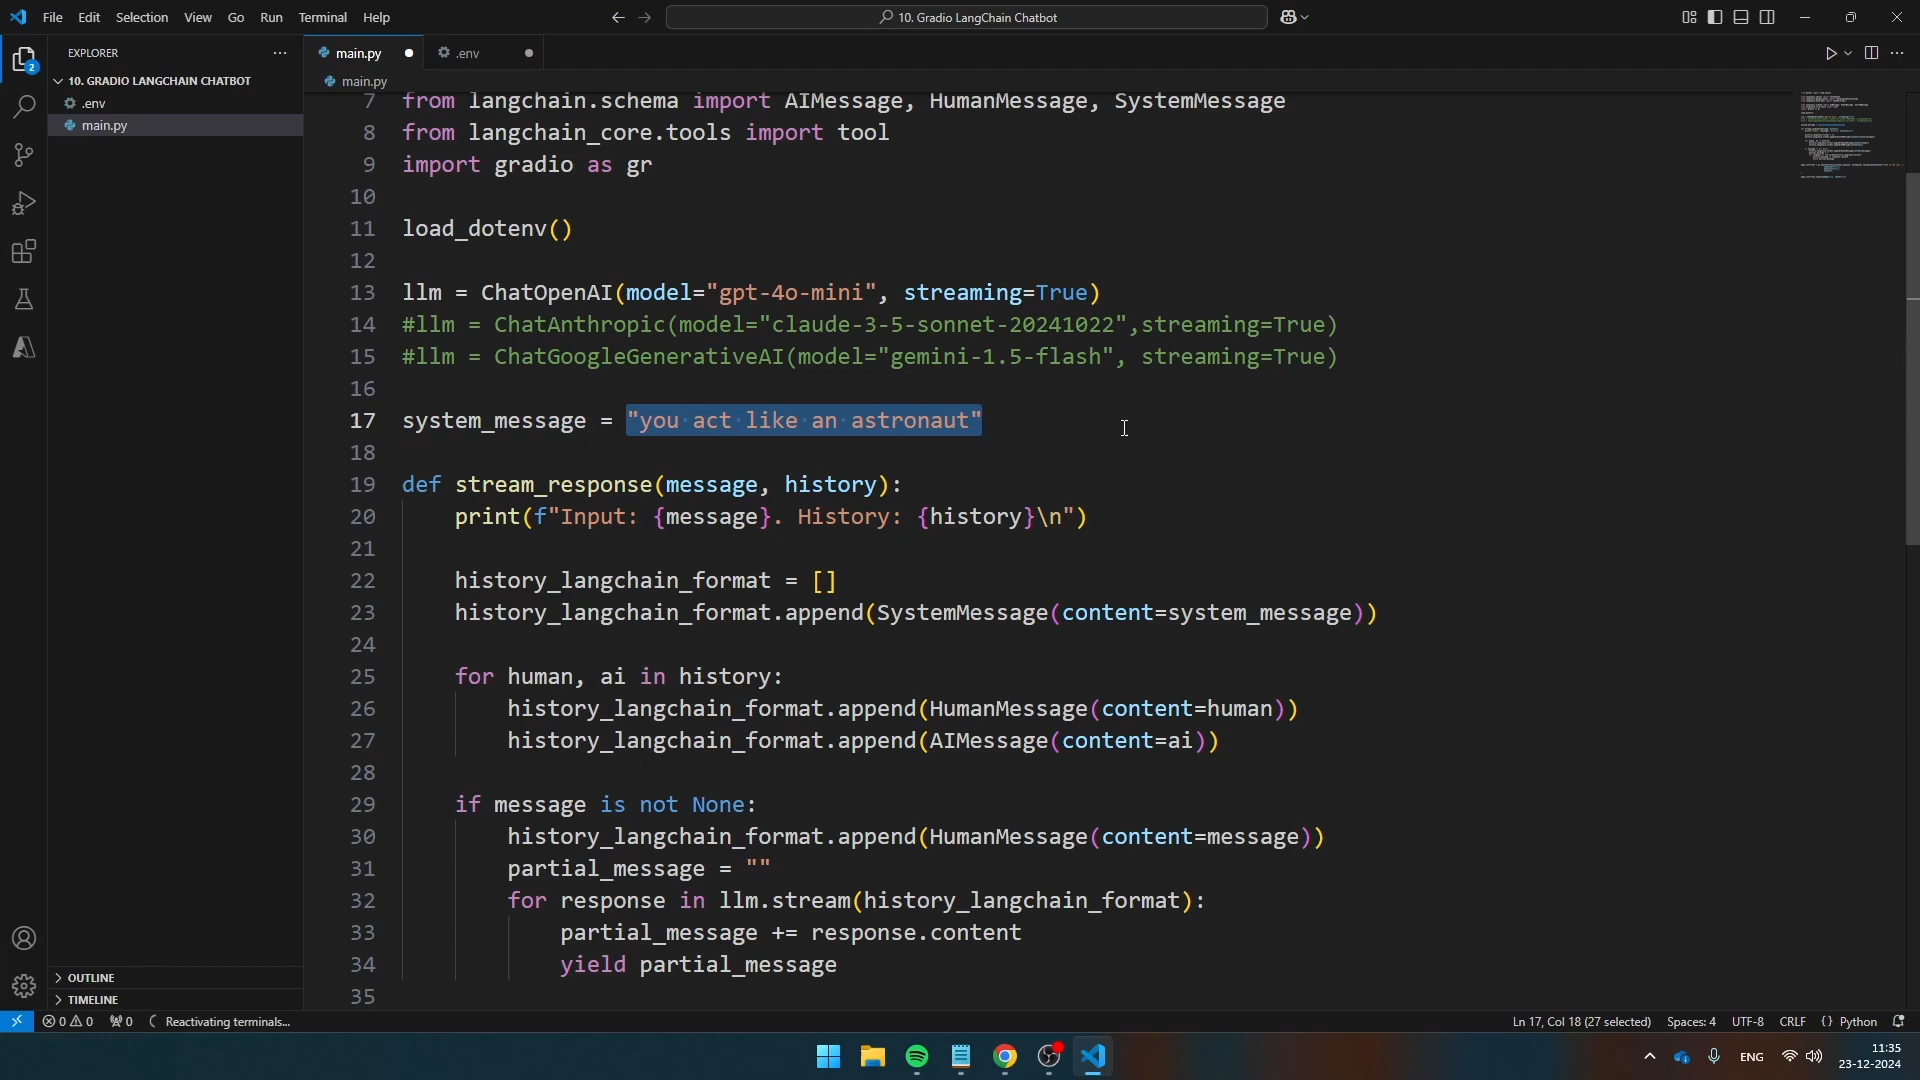 File Edit Selection View Go Run Terminal Help
10. Gradio LangChain Chatbot
EXPLORER
main.py
.env
10. GRADIO LANGCHAIN CHATBOT
.env
main.py
main.py
7 from langchain.schema import AIMessage, HumanMessage, SystemMessage
8 from langchain_core.tools import tool
9 import gradio as gr
10
11 load_dotenv()
12
13 llm = ChatOpenAI(model="gpt-4o-mini", streaming=True)
14 #llm = ChatAnthropic(model="claude-3-5-sonnet-20241022",streaming=True)
15 #llm = ChatGoogleGenerativeAI(model="gemini-1.5-flash", streaming=True)
16
17 system_message = "you act like an astronaut"
18
19 def stream_response(message, history):
20     print(f"Input: {message}. History: {history}\n")
21
22     history_langchain_format = []
23     history_langchain_format.append(SystemMessage(content=system_message))
24
25     for human, ai in history:
26         history_langchain_format.append(HumanMessage(content=human))
27         history_langchain_format.append(AIMessage(content=ai))
28
29     if message is not None:
30         history_langchain_format.append(HumanMessage(content=message))
31         partial_message = ""
32         for response in llm.stream(history_langchain_format):
33             partial_message += response.content
34             yield partial_message
35
2
OUTLINE
TIMELINE
0 0 0 Reactivating terminals...
Ln 17, Col 18 (27 selected) Spaces: 4 UTF-8 CRLF {} Python
ENG
11:35
23-12-2024